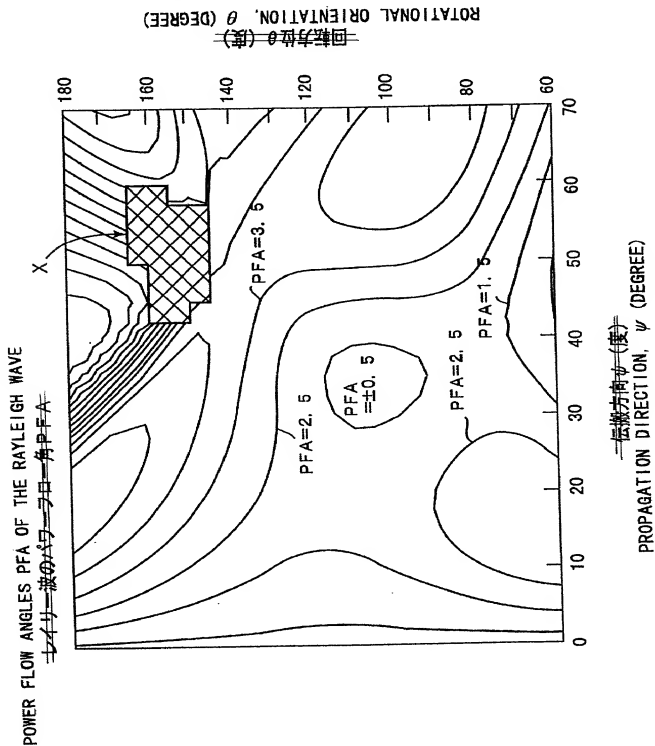 POWER FLOW ANGLES PFA OF THE RAYLEIGH WAVE
レイリー波のパワーフロー角PFA
X
180
160
140
120
100
80
60
回転方位θ (度)
ROTATIONAL ORIENTATION, θ (DEGREE)
PFA=3. 5
PFA=2. 5
PFA
=±0. 5
PFA=2. 5
PFA=1. 5
0
10
20
30
40
50
60
70
伝搬方向ψ (度)
PROPAGATION DIRECTION, ψ (DEGREE)